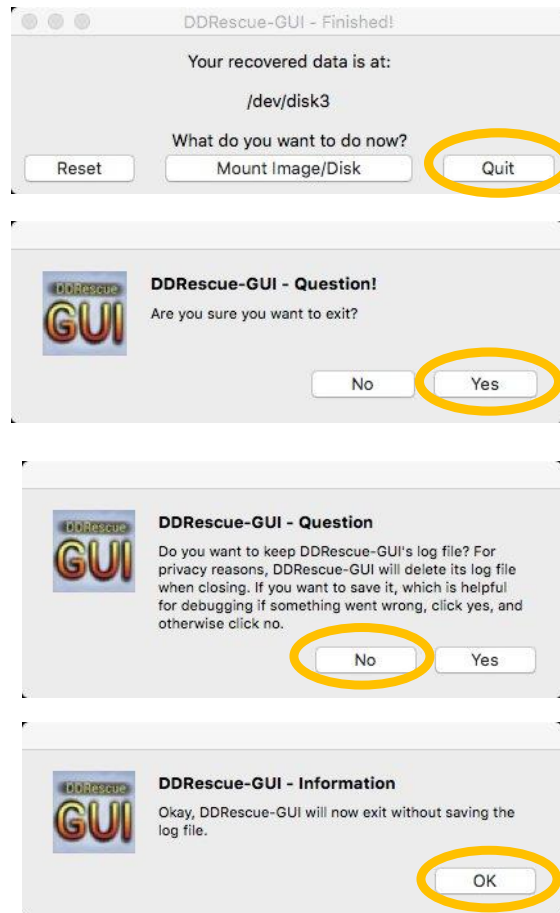 DDRescue-GUI - Finished!
Your recovered data is at:
/dev/disk3
What do you want to do now?
Reset Mount Image/Disk Quit
DDRescue
GUI
DDRescue-GUI - Question!
Are you sure you want to exit?
No Yes
DDRescue
GUI
DDRescue-GUI - Question
Do you want to keep DDRescue-GUI's log file? For
privacy reasons, DDRescue-GUI will delete its log file
when closing. If you want to save it, which is helpful
for debugging if something went wrong, click yes, and
otherwise click no.
No Yes
DDRescue
GUI
DDRescue-GUI - Information
Okay, DDRescue-GUI will now exit without saving the
log file.
OK